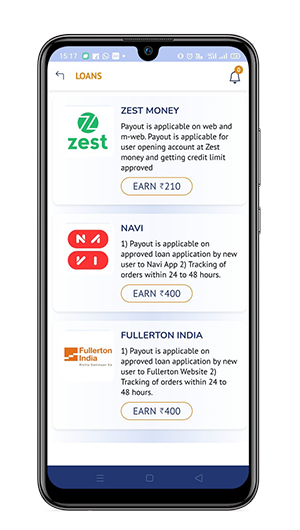 15:17
LOANS
ZEST MONEY
Payout is applicable on web and
m-web. Payout is applicable for
user opening account at Zest
money and getting credit limit
approved
zest
EARN ₹210
NAVI
1) Payout is applicable on
approved loan application by new
user to Navi App 2) Tracking of
orders within 24 to 48 hours.
NA
VI
EARN ₹400
FULLERTON INDIA
1) Payout is applicable on
approved loan application by new
user to Fullerton Website 2)
Tracking of orders within 24 to
48 hours.
Fullerton
India
EARN ₹400